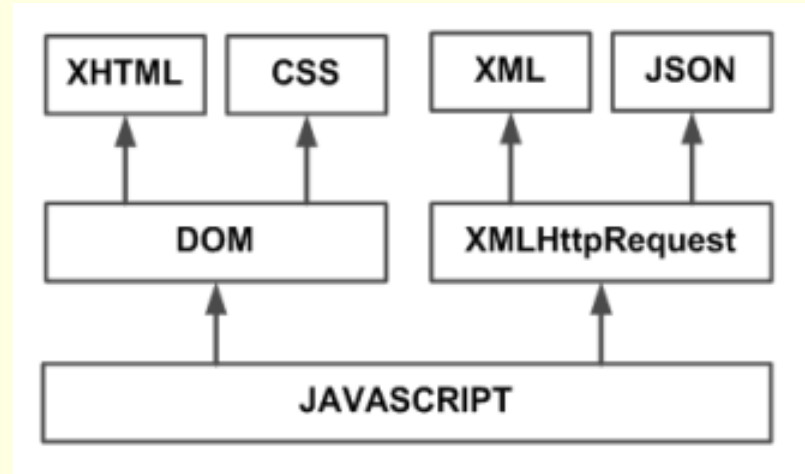 XHTML
CSS
XML
JSON
DOM
XMLHttpRequest
JAVASCRIPT